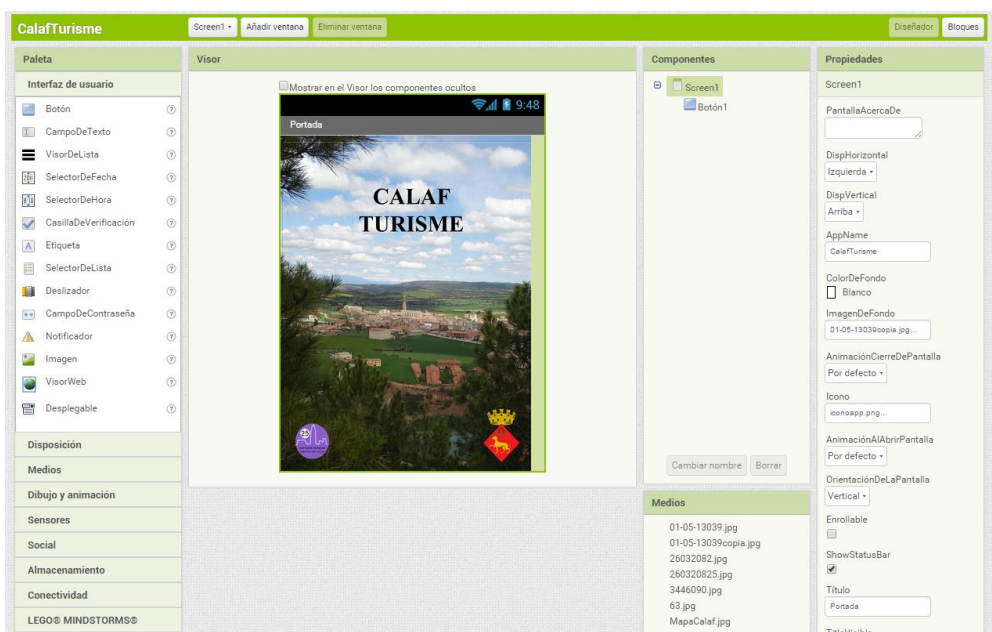 CalafTurisme
Screen1
Añadir ventana
Eliminar ventana
Diseñador
Bloques
Paleta
Interfaz de usuario
Botón
CampoDeTexto
VisorDeLista
SelectorDeFecha
SelectorDeHora
CasillaDeVerificación
Etiqueta
SelectorDeLista
Deslizador
CampoDeContraseña
Notificador
Imagen
VisorWeb
Desplegable
Disposición
Medios
Dibujo y animación
Sensores
Social
Almacenamiento
Conectividad
LEGO® MINDSTORMS®
Visor
Mostrar en el Visor los componentes ocultos
9:48
Portada
CALAF
TURISME
25
Componentes
Screen1
Botón1
Cambiar nombre
Borrar
Medios
01-05-13039.jpg
01-05-13039copia.jpg
26032082.jpg
260320825.jpg
3446090.jpg
63.jpg
MapaCalaf.jpg
Propiedades
Screen1
PantallaAcercaDe
DispHorizontal
Izquierda
DispVertical
Arriba
AppName
CalafTurisme
ColorDeFondo
Blanco
ImagenDeFondo
01-05-13039copia.jpg...
AnimaciónCierreDePantalla
Por defecto
Icono
iconoapp.png...
AnimaciónAlAbrirPantalla
Por defecto
OrientaciónDeLaPantalla
Vertical
Enrollable
ShowStatusBar
Título
Portada